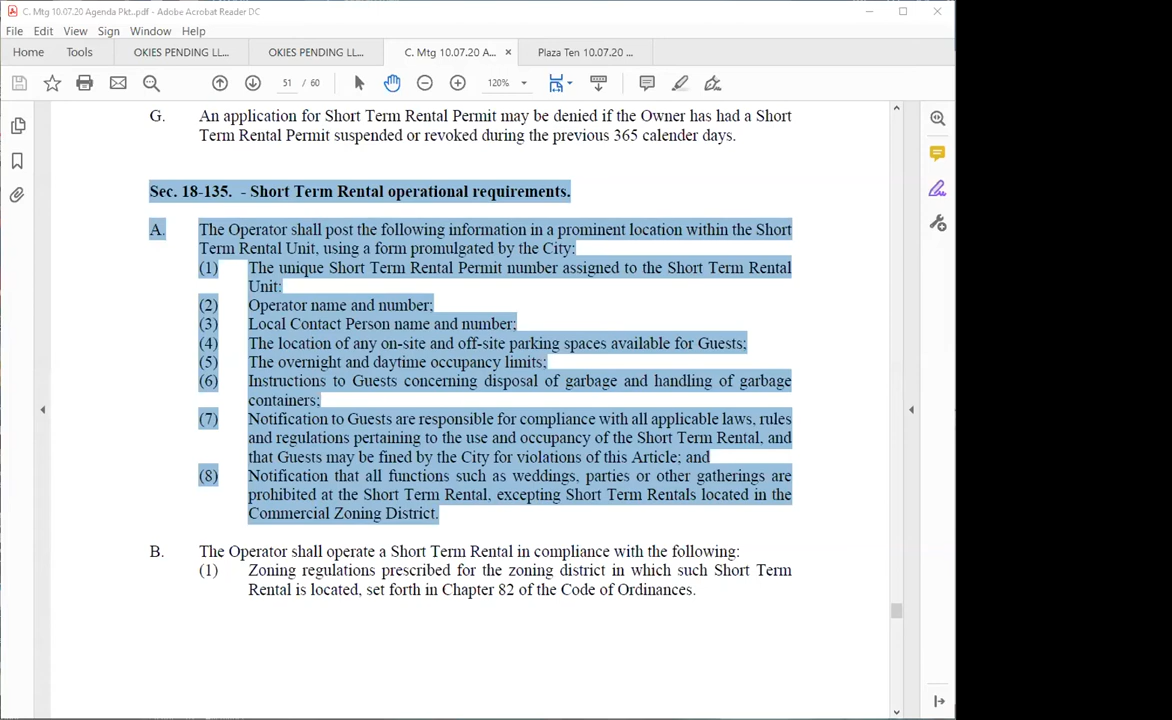 C. Mtg 10.07.20 Agenda Pkt..pdf - Adobe Acrobat Reader DC
File Edit View Sign Window Help
Home Tools OKIES PENDING LL... OKIES PENDING LL... C. Mtg 10.07.20 A... × Plaza Ten 10.07.20 ...
51 / 60 120%
G. An application for Short Term Rental Permit may be denied if the Owner has had a Short
Term Rental Permit suspended or revoked during the previous 365 calender days.
Sec. 18-135. - Short Term Rental operational requirements.
A. The Operator shall post the following information in a prominent location within the Short
Term Rental Unit, using a form promulgated by the City:
(1) The unique Short Term Rental Permit number assigned to the Short Term Rental
Unit:
(2) Operator name and number;
(3) Local Contact Person name and number;
(4) The location of any on-site and off-site parking spaces available for Guests;
(5) The overnight and daytime occupancy limits;
(6) Instructions to Guests concerning disposal of garbage and handling of garbage
containers;
(7) Notification to Guests are responsible for compliance with all applicable laws, rules
and regulations pertaining to the use and occupancy of the Short Term Rental, and
that Guests may be fined by the City for violations of this Article; and
(8) Notification that all functions such as weddings, parties or other gatherings are
prohibited at the Short Term Rental, excepting Short Term Rentals located in the
Commercial Zoning District.
B. The Operator shall operate a Short Term Rental in compliance with the following:
(1) Zoning regulations prescribed for the zoning district in which such Short Term
Rental is located, set forth in Chapter 82 of the Code of Ordinances.